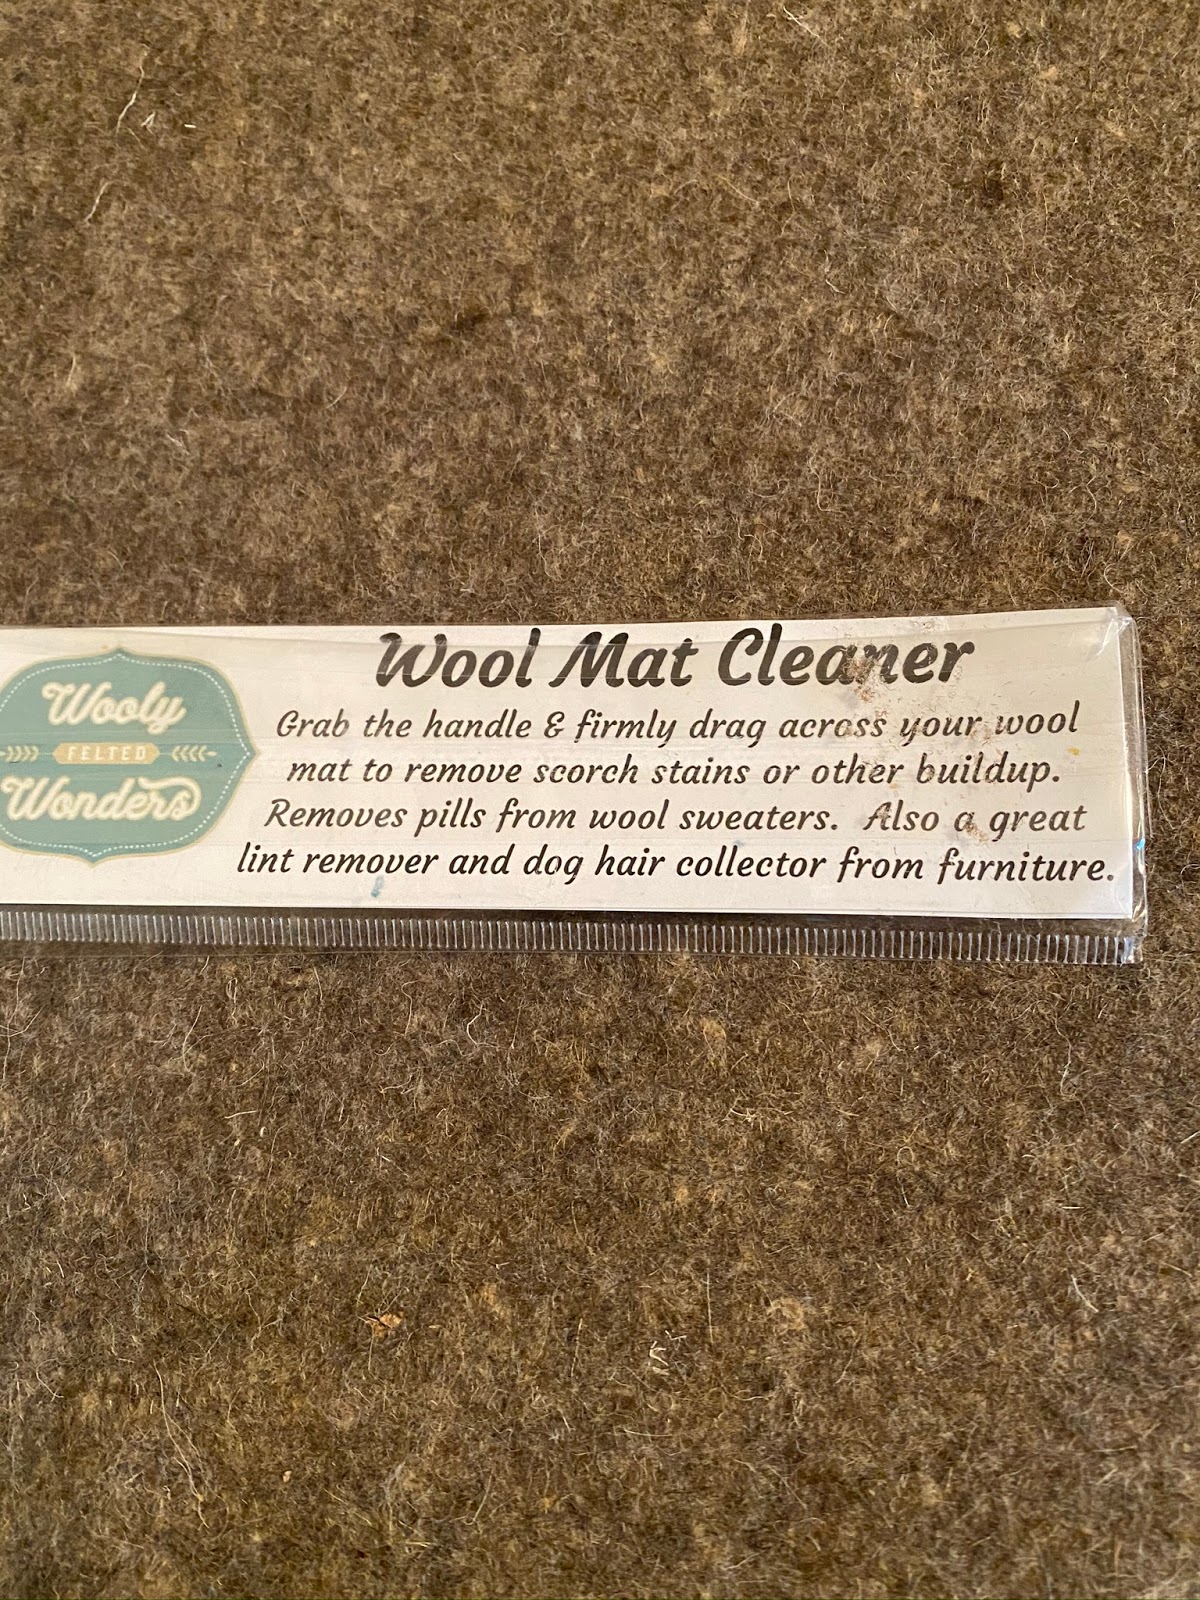 Wooly
FELTED
Wonders
Wool Mat Cleaner
Grab the handle & firmly drag across your wool
mat to remove scorch stains or other buildup.
Removes pills from wool sweaters. Also a great
lint remover and dog hair collector from furniture.